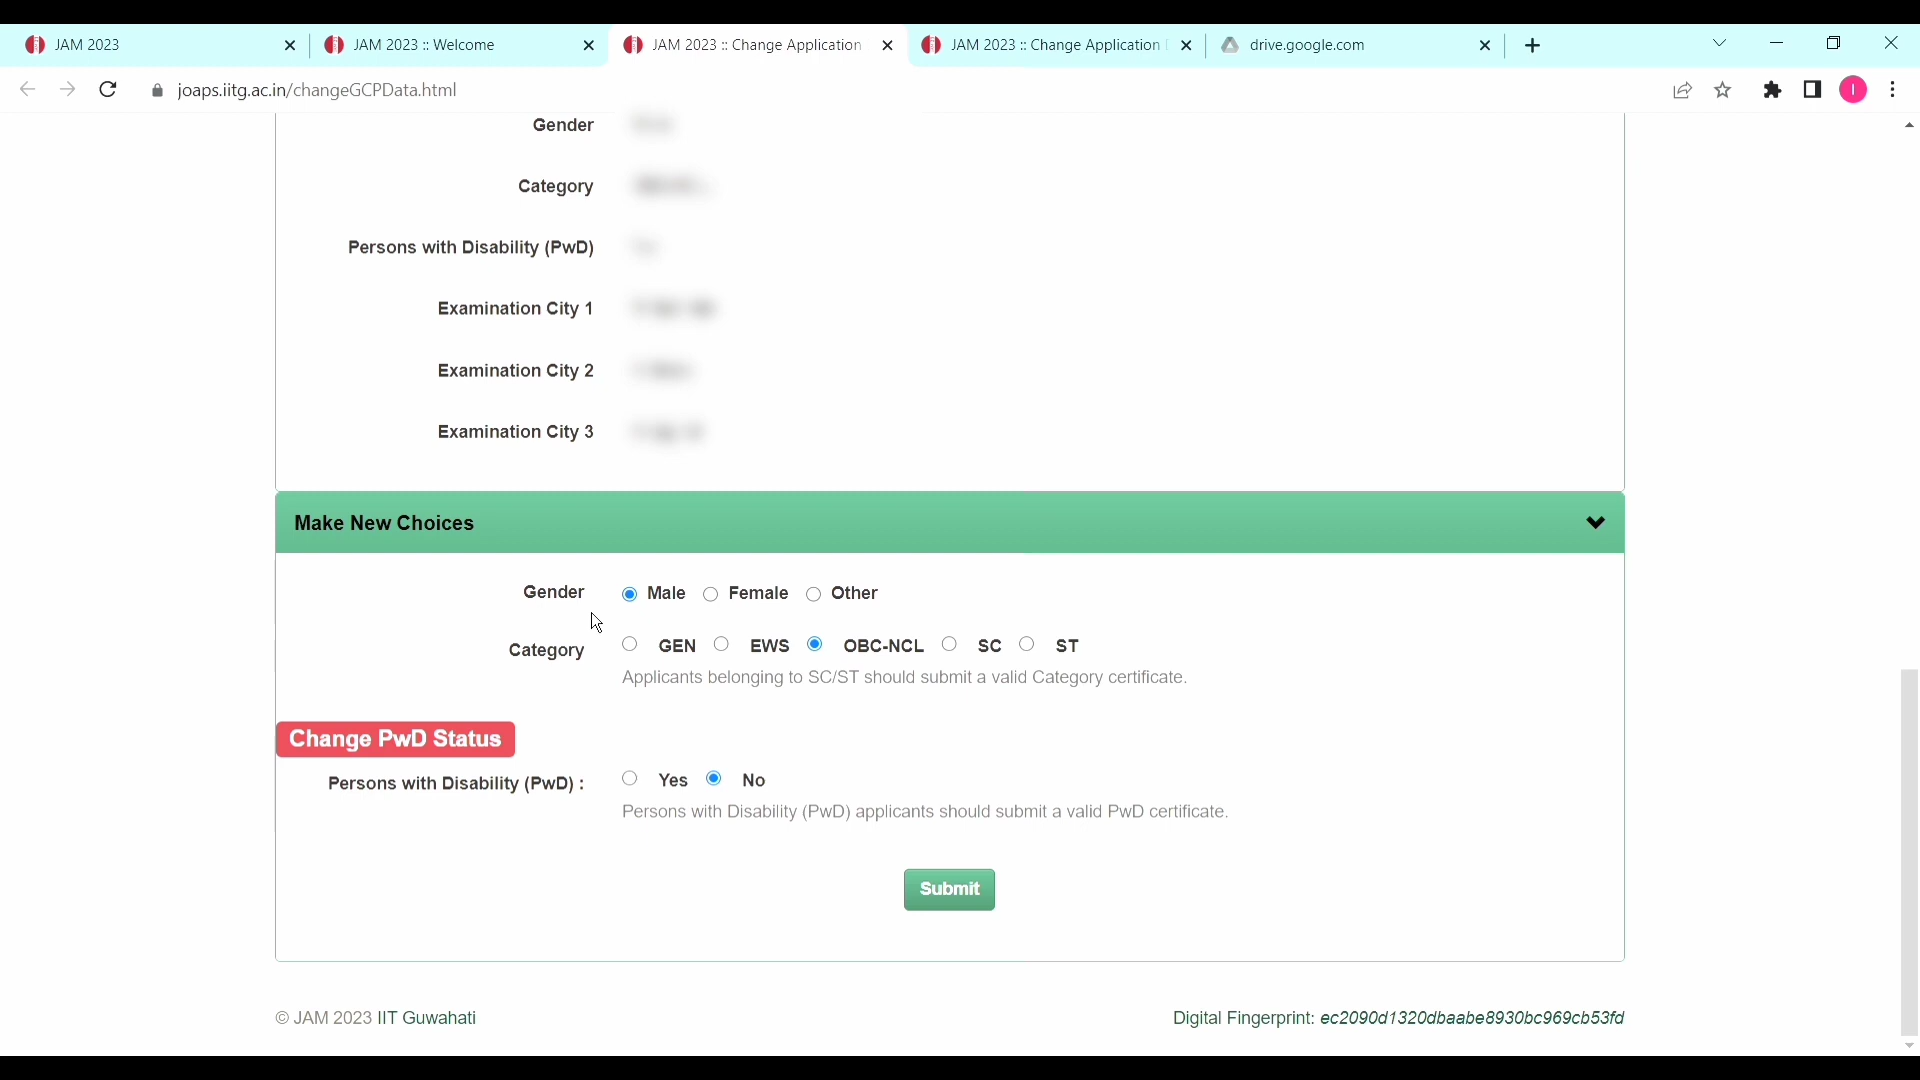 JAM 2023
JAM 2023 :: Welcome
JAM 2023 :: Change Application
JAM 2023 :: Change Application
drive.google.com
joaps.iitg.ac.in/changeGCPData.html
I
Gender
Category
Persons with Disability (PwD)
Examination City 1
Examination City 2
Examination City 3
Make New Choices
Gender Male Female Other
Category GEN EWS OBC-NCL SC ST
Applicants belonging to SC/ST should submit a valid Category certificate.
Change PwD Status
Persons with Disability (PwD) : Yes No
Persons with Disability (PwD) applicants should submit a valid PwD certificate.
Submit
© JAM 2023 IIT Guwahati
Digital Fingerprint: ec2090d1320dbaabe8930bc969cb53fd